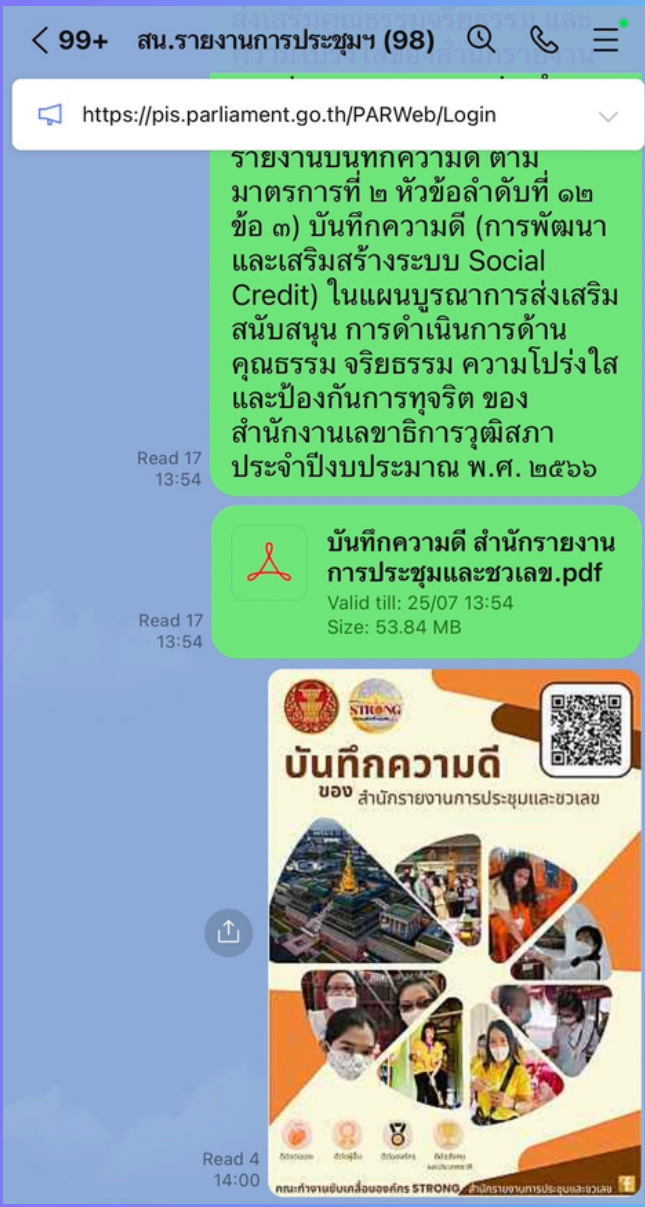 99+ สน.รายงานการประชุมฯ (98)
https://pis.parliament.go.th/PARWeb/Login
รายงานบันทึกความดี ตาม
มาตรการที่ ๒ หัวข้อลำดับที่ ๑๒
ข้อ ๓) บันทึกความดี (การพัฒนา
และเสริมสร้างระบบ Social
Credit) ในแผนบูรณาการส่งเสริม
สนับสนุน การดำเนินการด้าน
คุณธรรม จริยธรรม ความโปร่งใส
และป้องกันการทุจริต ของ
สำนักงานเลขาธิการวุฒิสภา
ประจำปีงบประมาณ พ.ศ. ๒๕๖๖
Read 17
13:54
บันทึกความดี สำนักรายงาน
การประชุมและชวเลข.pdf
Valid till: 25/07 13:54
Size: 53.84 MB
Read 17
13:54
STRONG
บันทึกความดี
ของ สำนักรายงานการประชุมและชวเลข
Read 4
14:00
คณะทำงานขับเคลื่อนองค์กร STRONG สำนักรายงานการประชุมและชวเลข